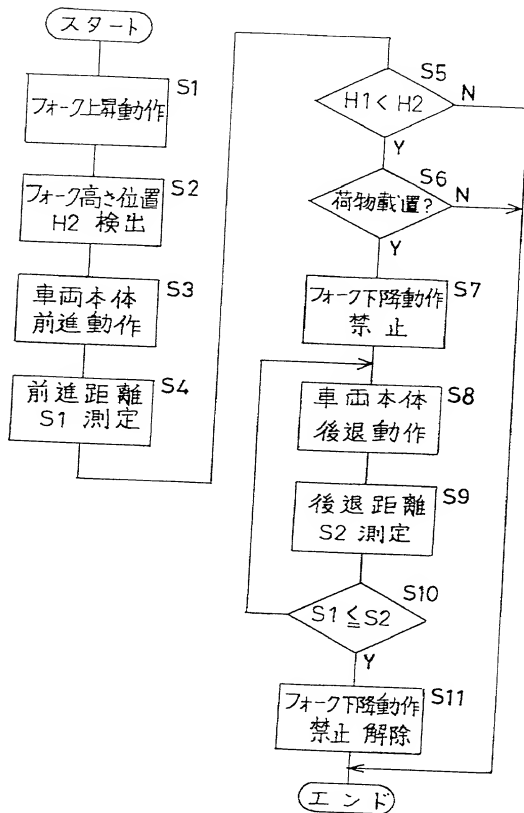 スタート
S1
フォーク上昇動作
S2
フォーク高さ位置
H2 検出
S3
車両本体
前進動作
S4
前進距離
S1 測定
S5
H1 < H2
N
Y
S6
荷物載置?
N
Y
S7
フォーク下降動作
禁止
S8
車両本体
後退動作
S9
後退距離
S2 測定
S10
S1 ≦ S2
Y
S11
フォーク下降動作
禁止 解除
エンド